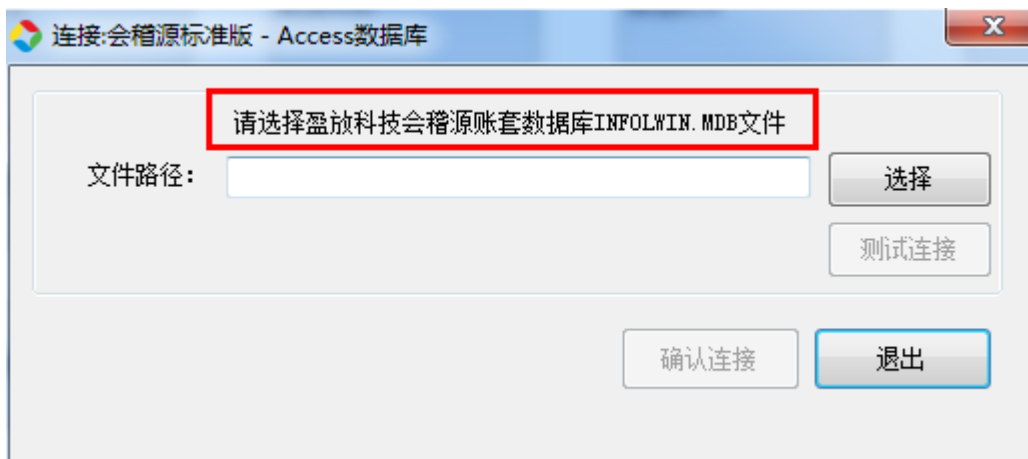 连接:会稽源标准版 - Access数据库
请选择盈放科技会稽源账套数据库INFOLWIN.MDB文件
文件路径:
选择
测试连接
确认连接
退出